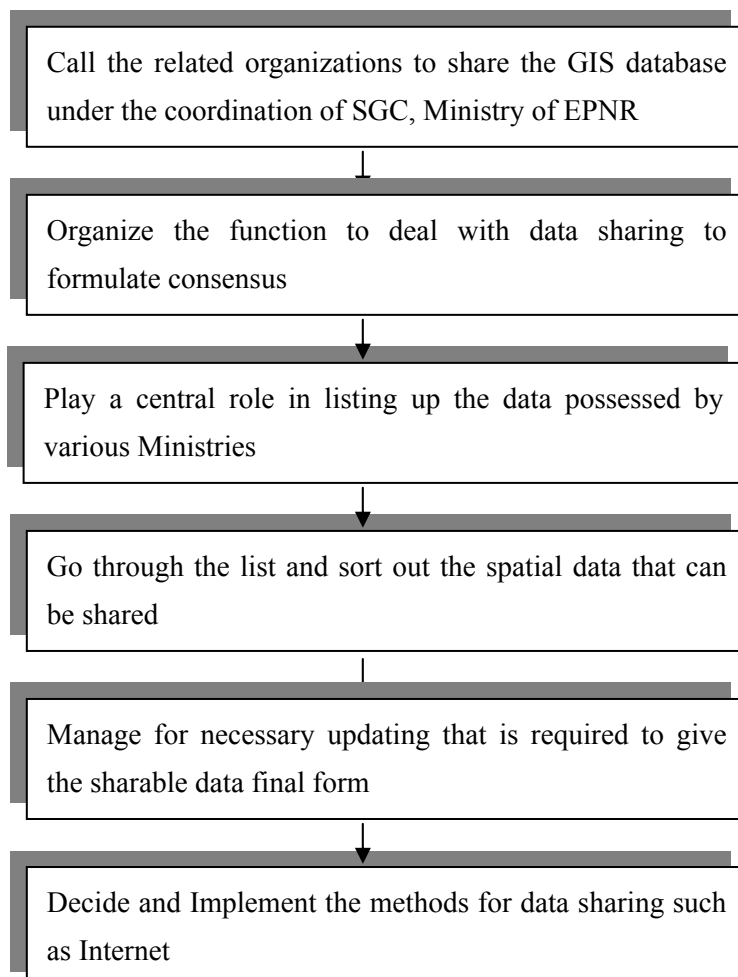 Call the related organizations to share the GIS database
under the coordination of SGC, Ministry of EPNR
Organize the function to deal with data sharing to
formulate consensus
Play a central role in listing up the data possessed by
various Ministries
Go through the list and sort out the spatial data that can
be shared
Manage for necessary updating that is required to give
the sharable data final form
Decide and Implement the methods for data sharing such
as Internet